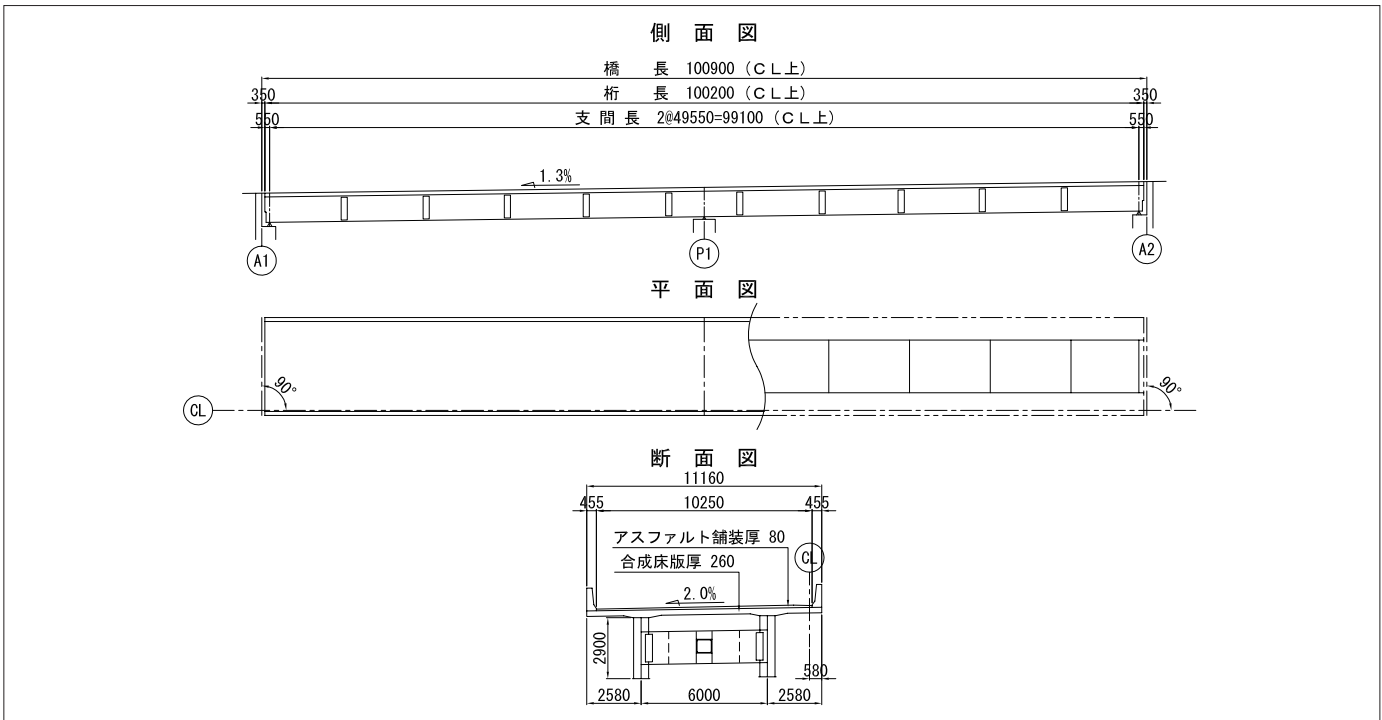 側面図
橋長 100900 (CL上)
350 桁長 100200 (CL上) 350
550 支間長 2@49550=99100 (CL上) 550
1.3%
A1 P1 A2
平面図
90° 90°
CL
断面図
11160
455 10250 455
アスファルト舗装厚 80
合成床版厚 260 CL
2.0%
2900
580
2580 6000 2580